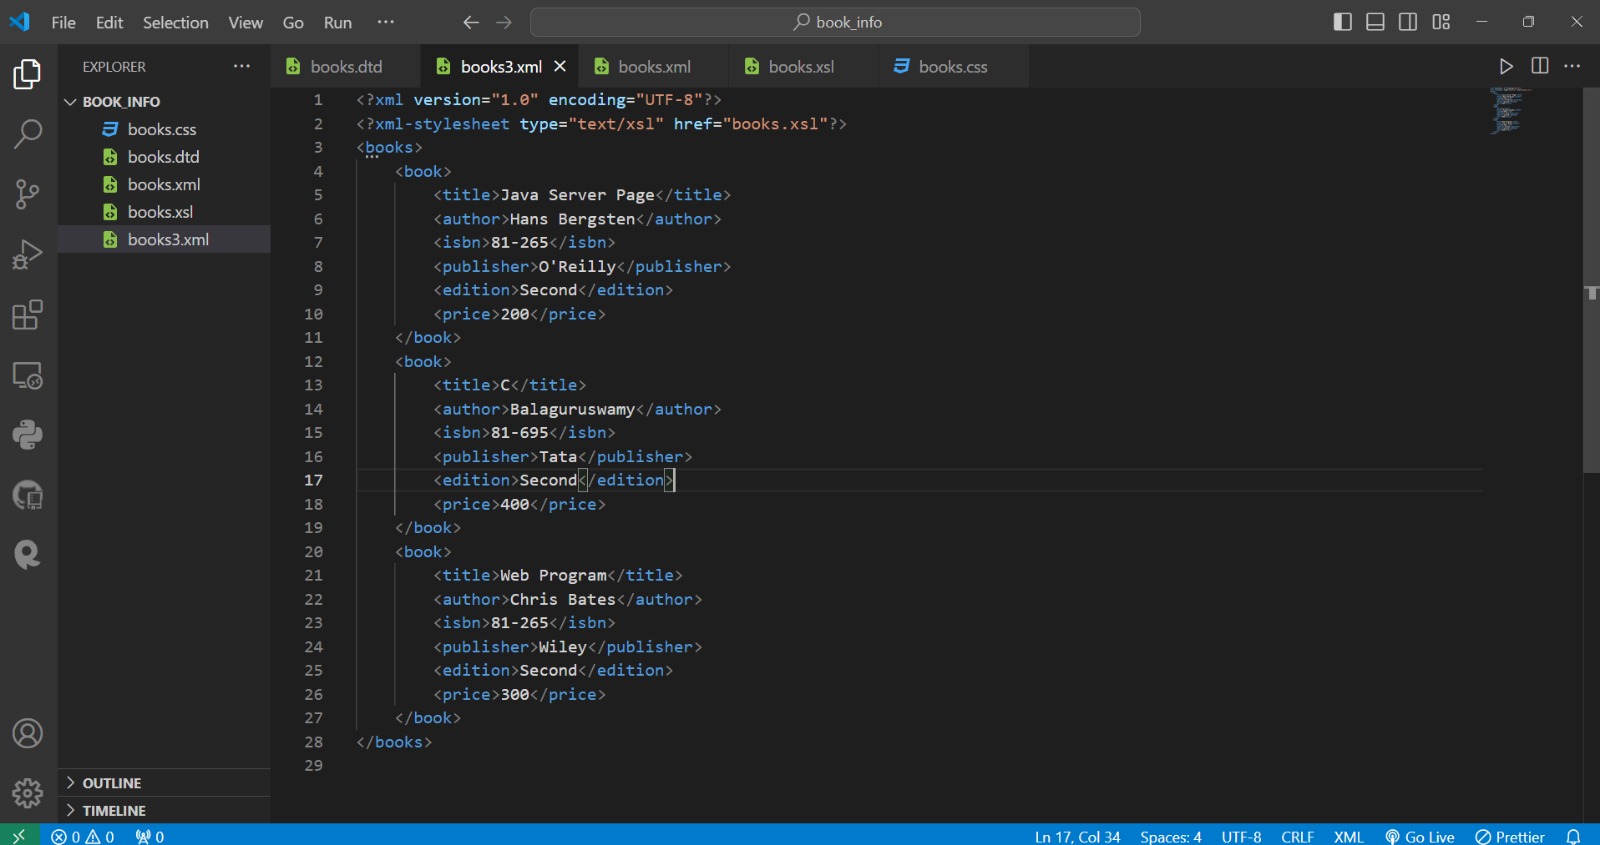 File Edit Selection View Go Run ··· book_info
EXPLORER ···
BOOK_INFO
books.css
books.dtd
books.xml
books.xsl
books3.xml
OUTLINE
TIMELINE
books.dtd books3.xml books.xml books.xsl books.css
1 <?xml version="1.0" encoding="UTF-8"?>
2 <?xml-stylesheet type="text/xsl" href="books.xsl"?>
3 <books>
4 <book>
5 <title>Java Server Page</title>
6 <author>Hans Bergsten</author>
7 <isbn>81-265</isbn>
8 <publisher>O'Reilly</publisher>
9 <edition>Second</edition>
10 <price>200</price>
11 </book>
12 <book>
13 <title>C</title>
14 <author>Balaguruswamy</author>
15 <isbn>81-695</isbn>
16 <publisher>Tata</publisher>
17 <edition>Second</edition>
18 <price>400</price>
19 </book>
20 <book>
21 <title>Web Program</title>
22 <author>Chris Bates</author>
23 <isbn>81-265</isbn>
24 <publisher>Wiley</publisher>
25 <edition>Second</edition>
26 <price>300</price>
27 </book>
28 </books>
29
0 0 0 Ln 17, Col 34 Spaces: 4 UTF-8 CRLF XML Go Live Prettier